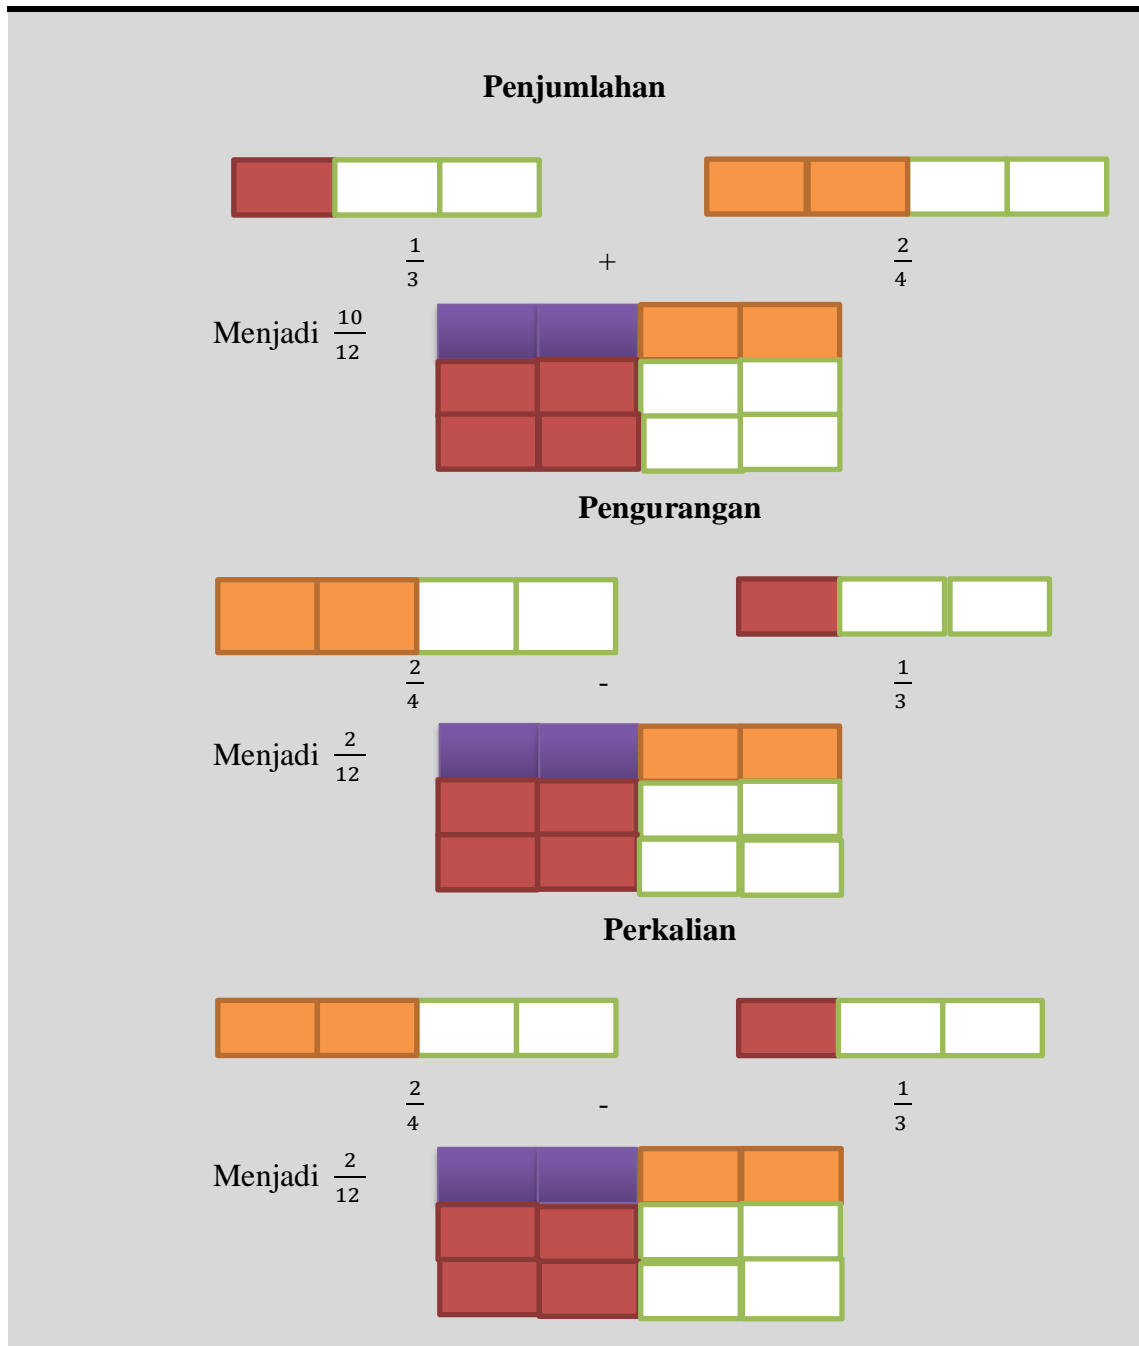 Penjumlahan
1/3 + 2/4
Menjadi 10/12
Pengurangan
2/4 - 1/3
Menjadi 2/12
Perkalian
2/4 - 1/3
Menjadi 2/12